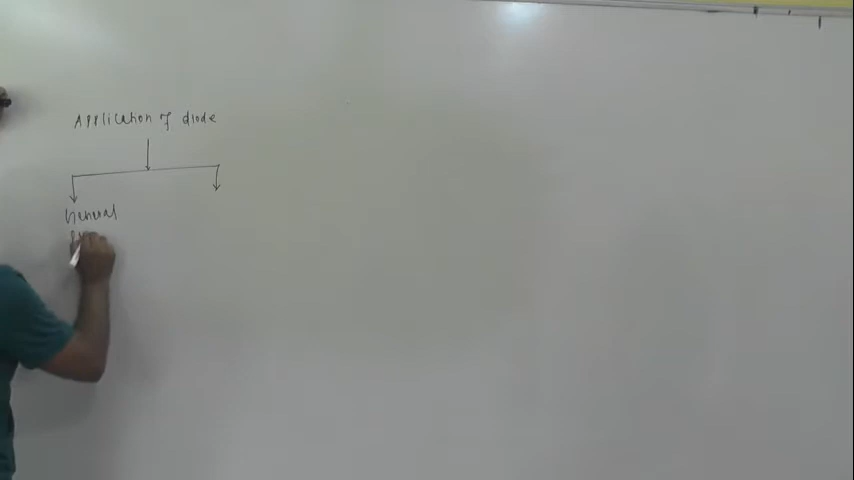 Application of diode
General